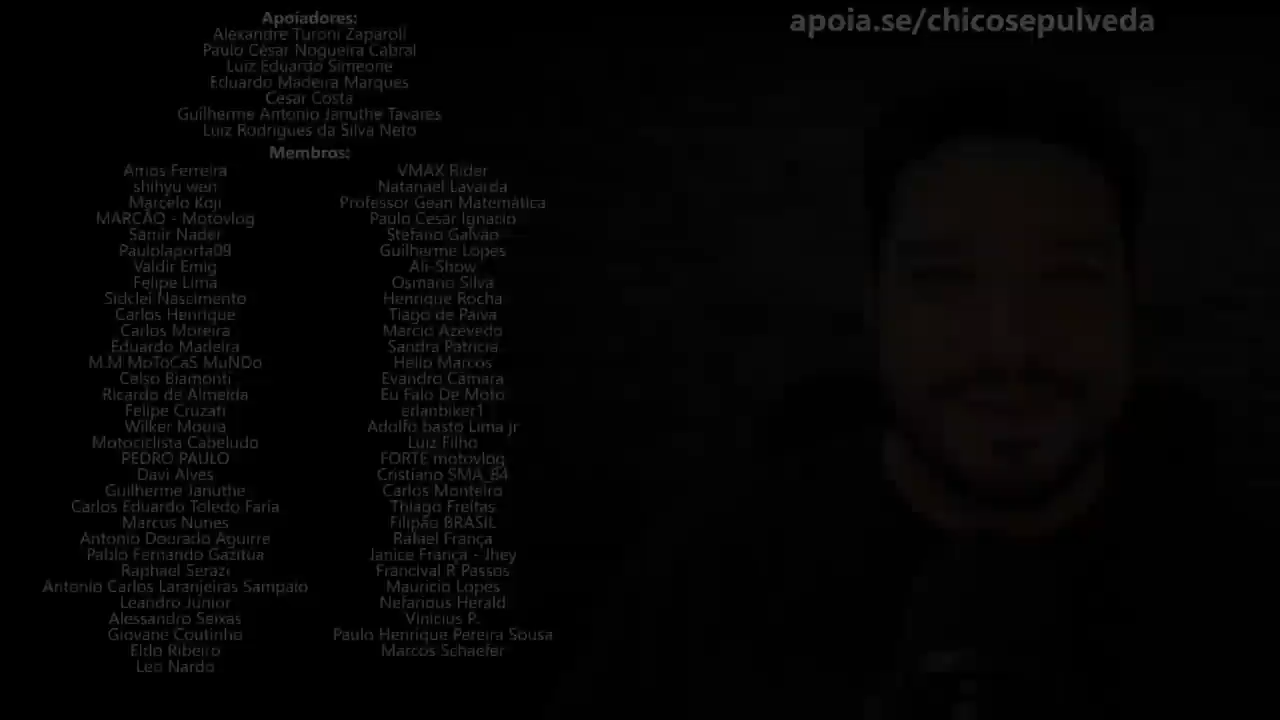 Apoiadores:
Alexandre Turoni Zaparoli
Paulo César Nogueira Cabral
Luiz Eduardo Simeone
Eduardo Madeira Marques
Cesar Costa
Guilherme Antonio Januthe Tavares
Luiz Rodrigues da Silva Neto
Membros:
Amos Ferreira
shihyu wen
Marcelo Koji
MARCÃO - Motovlog
Samir Nader
Paulolaporta09
Valdir Emig
Felipe Lima
Sidclei Nascimento
Carlos Henrique
Carlos Moreira
Eduardo Madeira
M.M MoToCaS MuNDo
Celso Biamonti
Ricardo de Almeida
Felipe Cruzati
Wilker Moura
Motociclista Cabeludo
PEDRO PAULO
Davi Alves
Guilherme Januthe
Carlos Eduardo Toledo Faria
Marcus Nunes
Antonio Dourado Aguirre
Pablo Fernando Gazitua
Raphael Serazi
Antonio Carlos Laranjeiras Sampaio
Leandro Junior
Alessandro Seixas
Giovane Coutinho
Eldo Ribeiro
Leo Nardo
VMAX Rider
Natanael Lavarda
Professor Gean Matemática
Paulo Cesar Ignacio
Stefano Galvão
Guilherme Lopes
Ali-Show
Osmano Silva
Henrique Rocha
Tiago de Paiva
Marcio Azevedo
Sandra Patricia
Helio Marcos
Evandro Câmara
Eu Falo De Moto
erlanbiker1
Adolfo basto Lima jr
Luiz Filho
FORTE motovlog
Cristiano SMA_84
Carlos Monteiro
Thiago Freitas
Filipão BRASIL
Rafael França
Janice França - Jhey
Francival R Passos
Mauricio Lopes
Nefarious Herald
Vinicius P.
Paulo Henrique Pereira Sousa
Marcos Schaefer
apoia.se/chicosepulveda